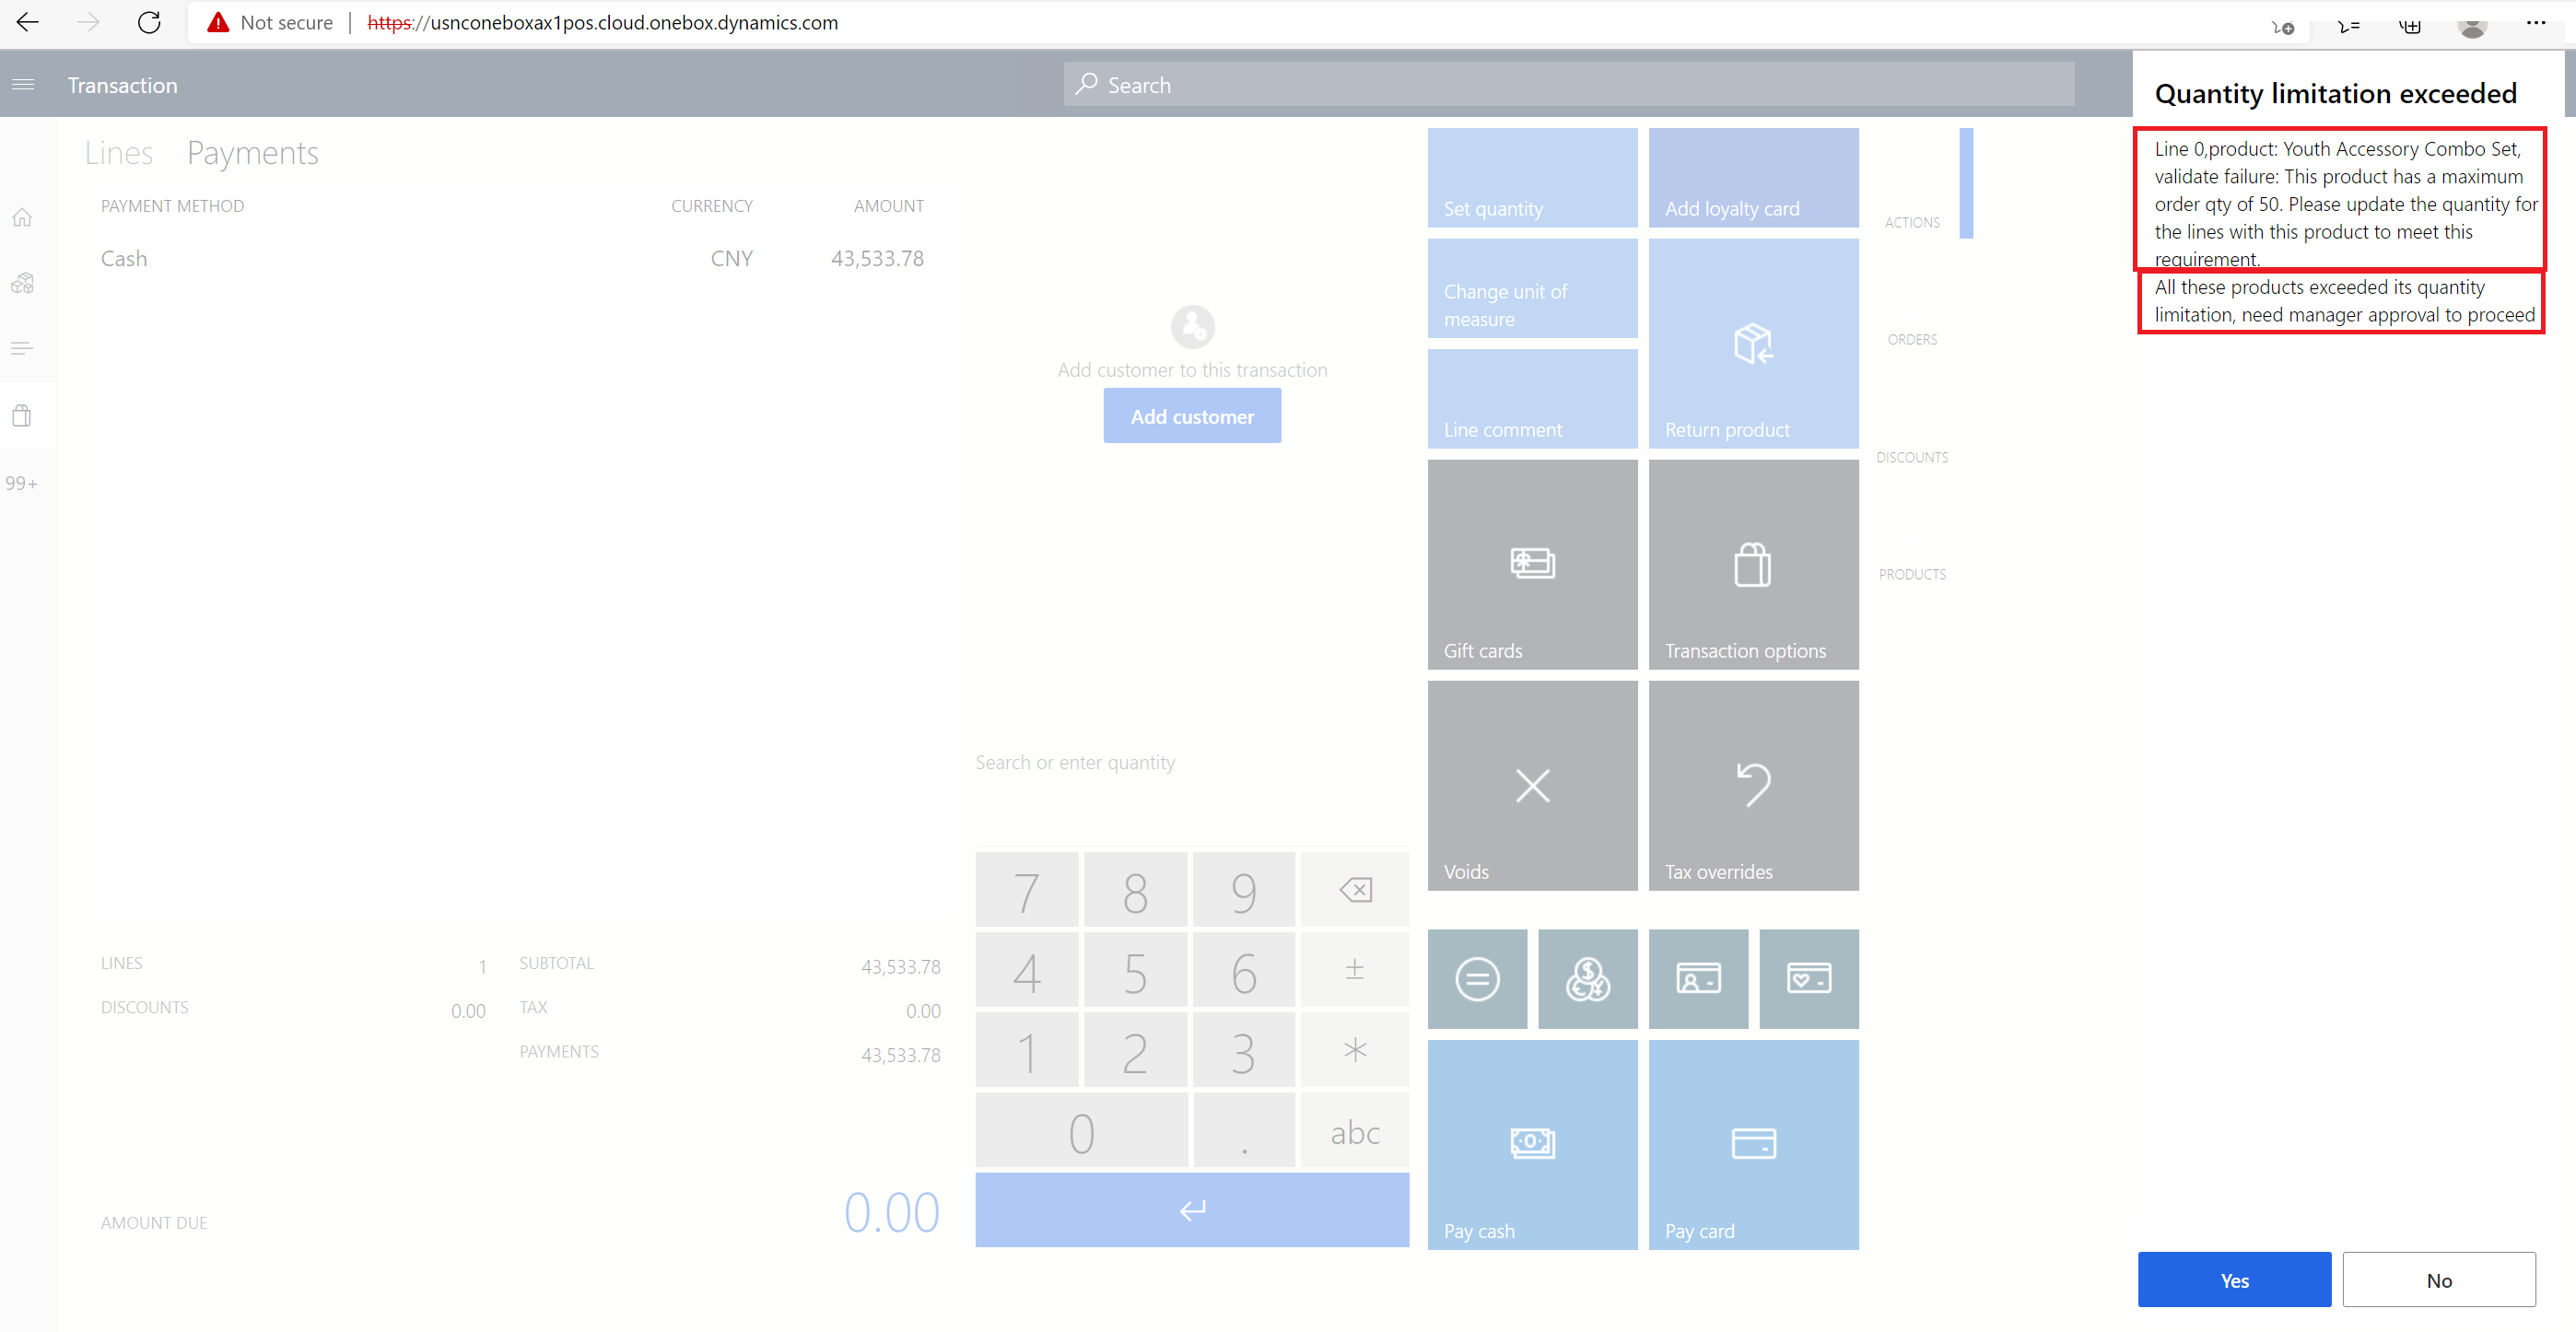 Not secure | https://usnconeboxax1pos.cloud.onebox.dynamics.com
Transaction
Search
Lines Payments
PAYMENT METHOD CURRENCY AMOUNT
Cash CNY 43,533.78
99+
LINES 1
DISCOUNTS 0.00
SUBTOTAL 43,533.78
TAX 0.00
PAYMENTS 43,533.78
AMOUNT DUE 0.00
Add customer to this transaction
Add customer
Search or enter quantity
7 8 9
4 5 6 ±
1 2 3 *
0 . abc
Set quantity
Add loyalty card
Change unit of
measure
Line comment
Return product
Gift cards
Transaction options
Voids
Tax overrides
Pay cash
Pay card
ACTIONS
ORDERS
DISCOUNTS
PRODUCTS
Quantity limitation exceeded
Line 0,product: Youth Accessory Combo Set,
validate failure: This product has a maximum
order qty of 50. Please update the quantity for
the lines with this product to meet this
requirement.
All these products exceeded its quantity
limitation, need manager approval to proceed
Yes
No